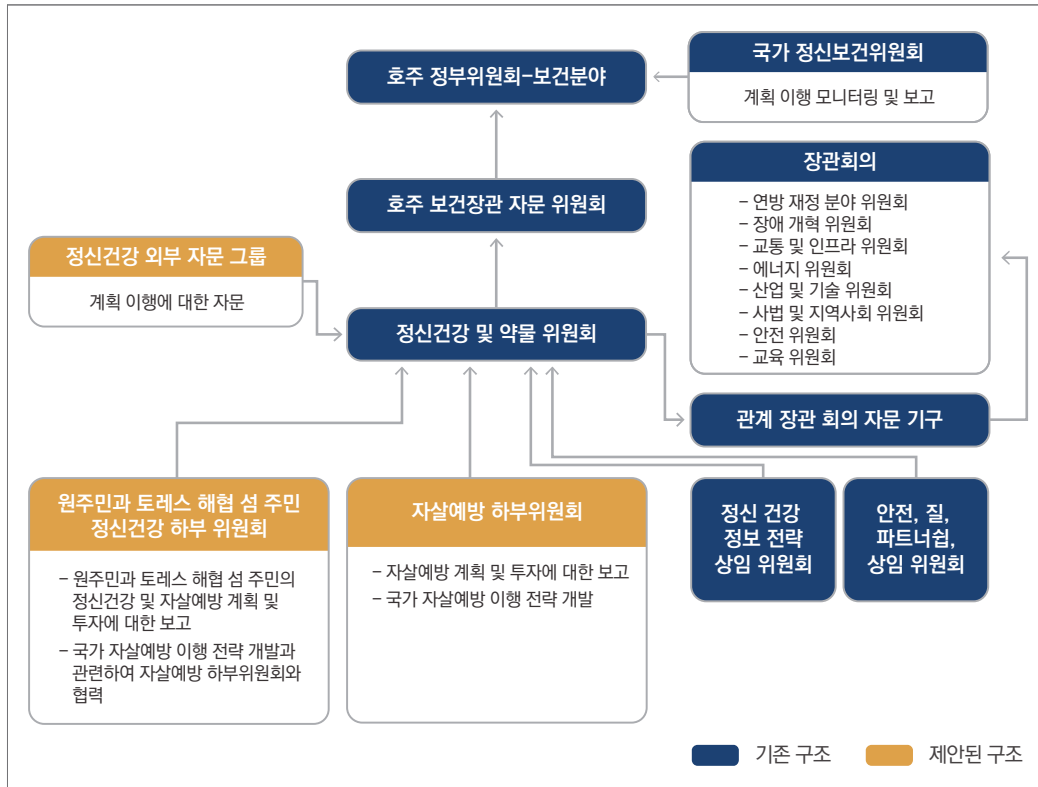 호주 정부위원회-보건분야
국가 정신보건위원회
계획 이행 모니터링 및 보고
호주 보건장관 자문 위원회
장관회의
- 연방 재정 분야 위원회
- 장애 개혁 위원회
- 교통 및 인프라 위원회
- 에너지 위원회
- 산업 및 기술 위원회
- 사법 및 지역사회 위원회
- 안전 위원회
- 교육 위원회
정신건강 외부 자문 그룹
계획 이행에 대한 자문
정신건강 및 약물 위원회
관계 장관 회의 자문 기구
원주민과 토레스 해협 섬 주민
정신건강 하부 위원회
- 원주민과 토레스 해협 섬 주민의
정신건강 및 자살예방 계획 및
투자에 대한 보고
- 국가 자살예방 이행 전략 개발과
관련하여 자살예방 하부위원회와
협력
자살예방 하부위원회
- 자살예방 계획 및 투자에 대한 보고
- 국가 자살예방 이행 전략 개발
정신 건강
정보 전략
상임 위원회
안전, 질,
파트너쉽,
상임 위원회
기존 구조
제안된 구조